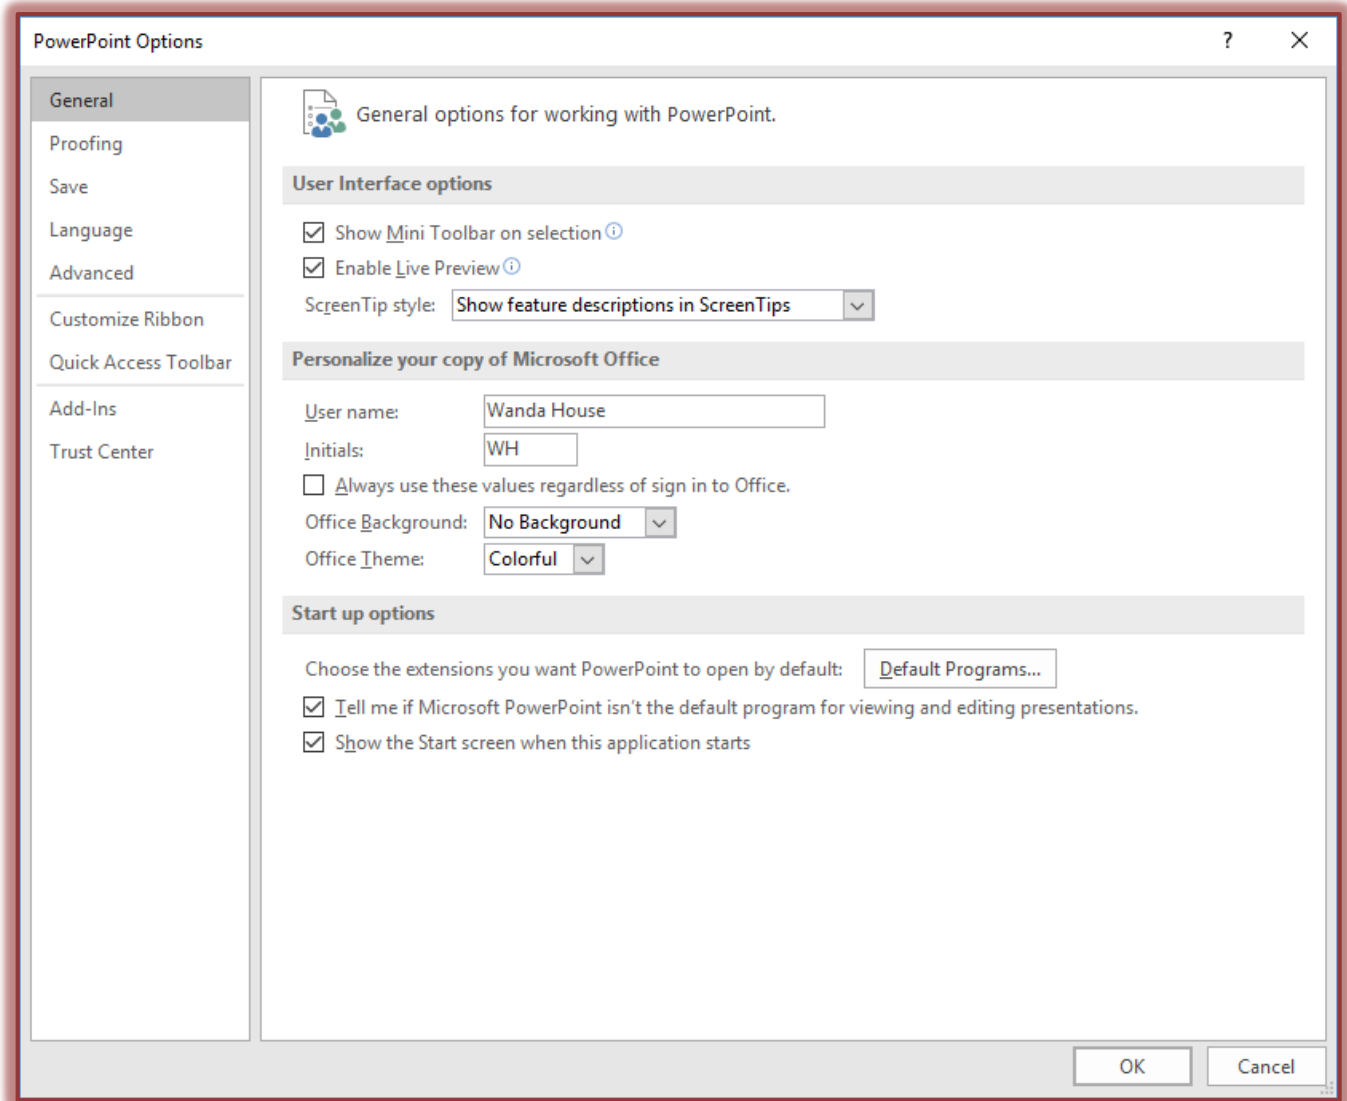 PowerPoint Options
General
Proofing
Save
Language
Advanced
Customize Ribbon
Quick Access Toolbar
Add-Ins
Trust Center
General options for working with PowerPoint.
User Interface options
Show Mini Toolbar on selection
Enable Live Preview
ScreenTip style: Show feature descriptions in ScreenTips
Personalize your copy of Microsoft Office
User name: Wanda House
Initials: WH
Always use these values regardless of sign in to Office.
Office Background: No Background
Office Theme: Colorful
Start up options
Choose the extensions you want PowerPoint to open by default: Default Programs...
Tell me if Microsoft PowerPoint isn't the default program for viewing and editing presentations.
Show the Start screen when this application starts
OK Cancel